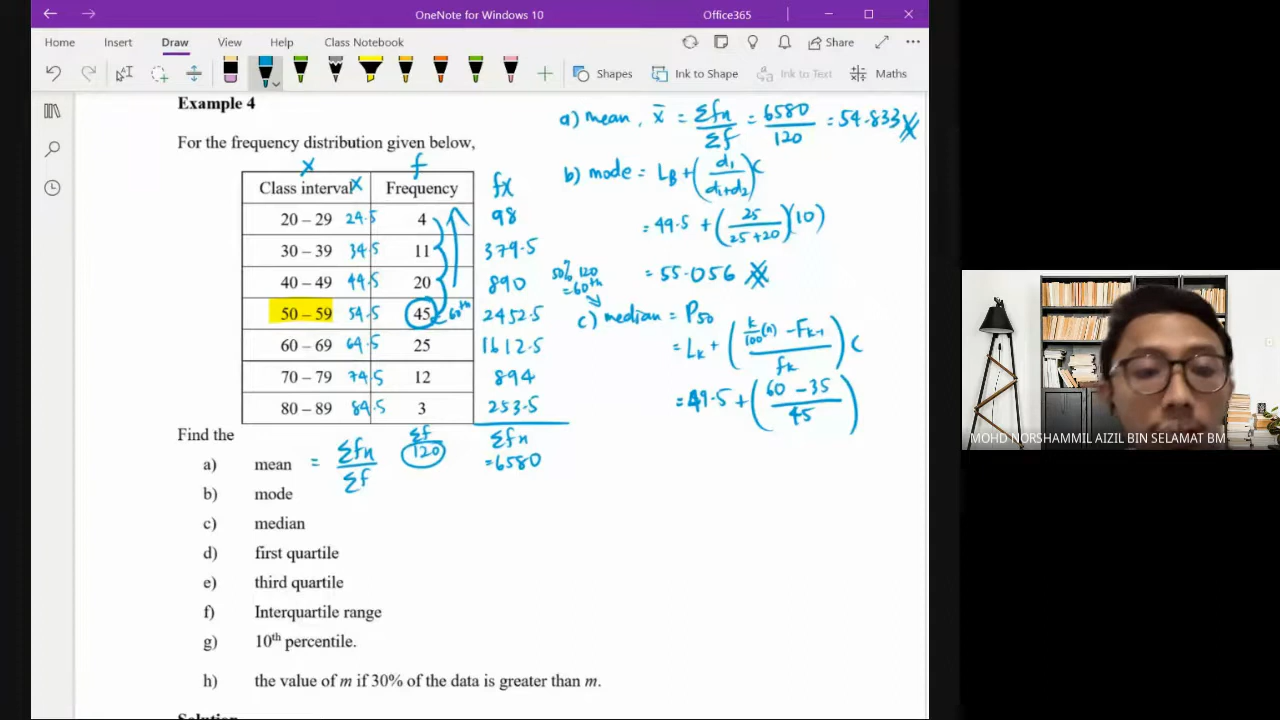 OneNote for Windows 10
Office365
Home Insert Draw View Help Class Notebook
Share
Shapes
Ink to Shape
Ink to Text
Maths
Example 4
For the frequency distribution given below,
x f
Class interval x Frequency fx
20 – 29 24.5 4 98
30 – 39 34.5 11 379.5
40 – 49 44.5 20 890
50 – 59 54.5 45 60th 2452.5
60 – 69 64.5 25 1612.5
70 – 79 74.5 12 894
80 – 89 84.5 3 253.5
Σf 120
Σfx = 6580
Find the
a) mean = Σfx / Σf
b) mode
c) median
d) first quartile
e) third quartile
f) Interquartile range
g) 10th percentile.
h) the value of m if 30% of the data is greater than m.
Solution
a) mean, x̄ = Σfx / Σf = 6580 / 120 = 54.833
b) mode = LB + (d1 / d1+d2) C
= 49.5 + (25 / 25+20)(10)
= 55.056
50% 120
= 60th
c) median = P50
= Lk + (k/100 (n) – Fk-1 / fk) C
= 49.5 + (60 – 35 / 45)
MOHD NORSHAMMIL AIZIL BIN SELAMAT BM